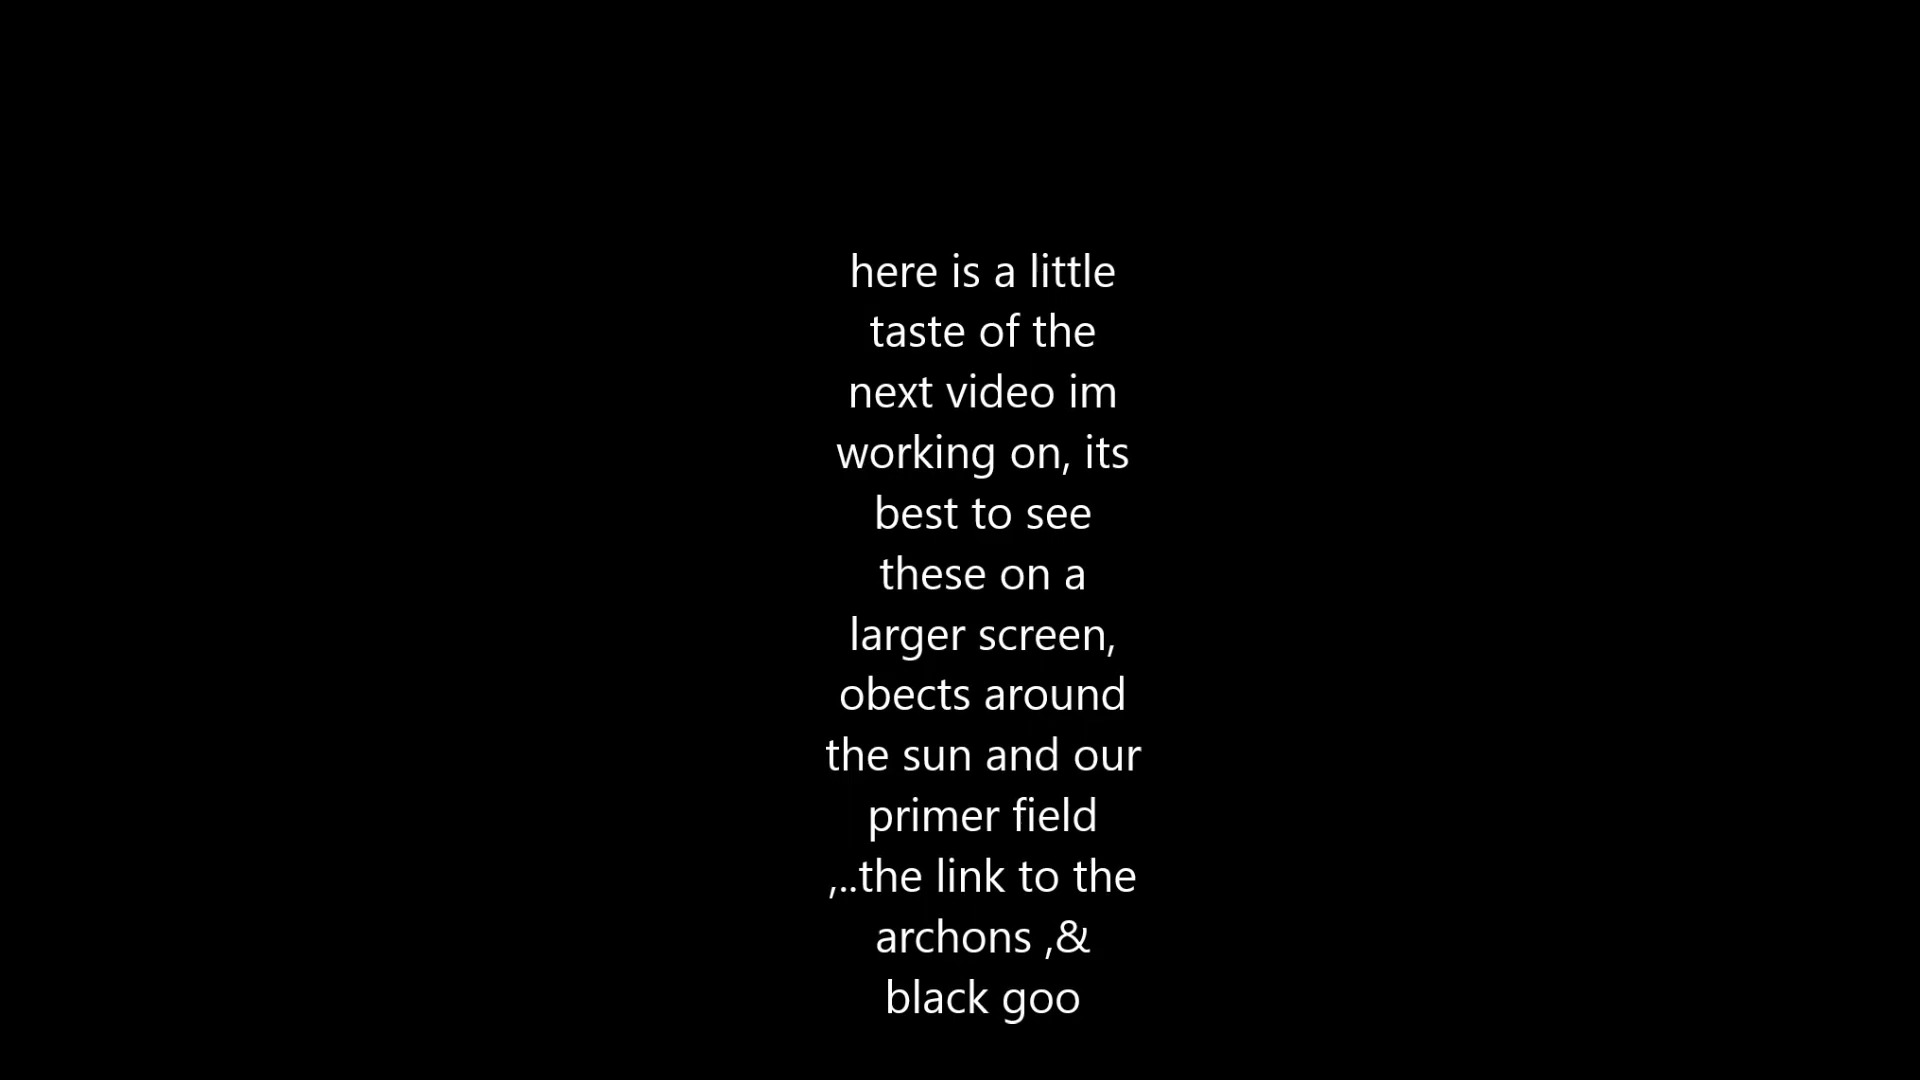 here is a little
taste of the
next video im
working on, its
best to see
these on a
larger screen,
obects around
the sun and our
primer field
,..the link to the
archons ,&
black goo